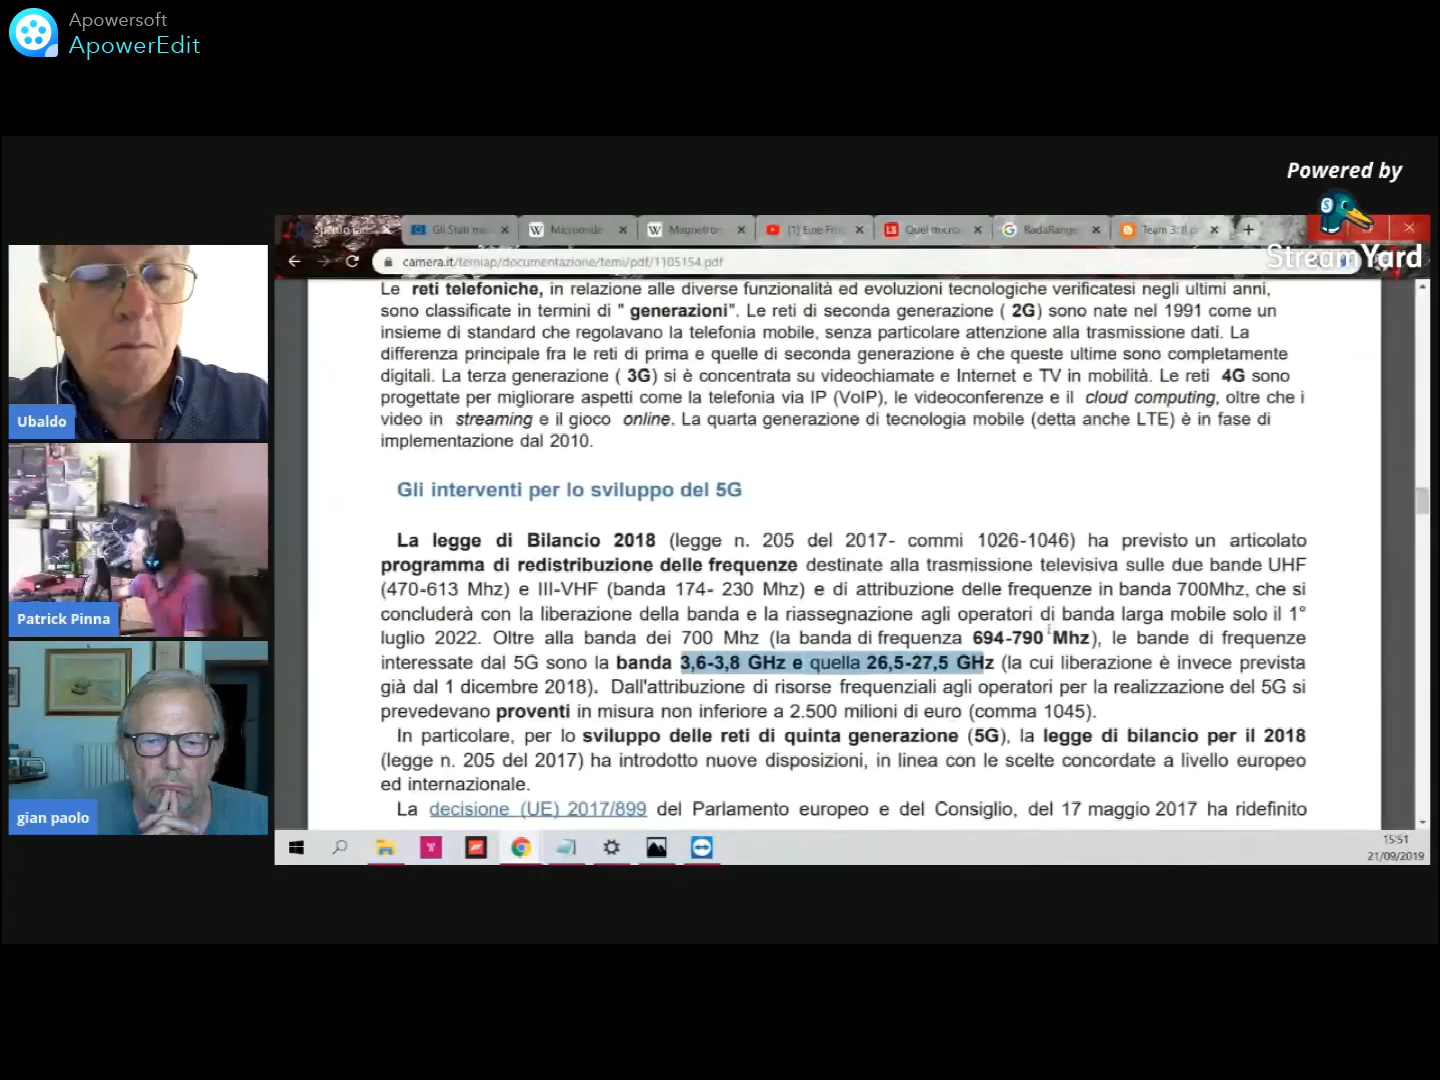 Apowersoft
ApowerEdit
Powered by
StreamYard
Gli Stati me
Microonde
Magnetron
[1] Eine Fre
Quel micro
RadaRange
Team 3: Il p
camera.it/temiap/documentazione/temi/pdf/1105154.pdf
Le reti telefoniche, in relazione alle diverse funzionalità ed evoluzioni tecnologiche verificatesi negli ultimi anni,
sono classificate in termini di " generazioni". Le reti di seconda generazione ( 2G) sono nate nel 1991 come un
insieme di standard che regolavano la telefonia mobile, senza particolare attenzione alla trasmissione dati. La
differenza principale fra le reti di prima e quelle di seconda generazione è che queste ultime sono completamente
digitali. La terza generazione ( 3G) si è concentrata su videochiamate e Internet e TV in mobilità. Le reti 4G sono
progettate per migliorare aspetti come la telefonia via IP (VoIP), le videoconferenze e il cloud computing, oltre che i
video in streaming e il gioco online. La quarta generazione di tecnologia mobile (detta anche LTE) è in fase di
implementazione dal 2010.
Gli interventi per lo sviluppo del 5G
La legge di Bilancio 2018 (legge n. 205 del 2017- commi 1026-1046) ha previsto un articolato
programma di redistribuzione delle frequenze destinate alla trasmissione televisiva sulle due bande UHF
(470-613 Mhz) e III-VHF (banda 174- 230 Mhz) e di attribuzione delle frequenze in banda 700Mhz, che si
concluderà con la liberazione della banda e la riassegnazione agli operatori di banda larga mobile solo il 1°
luglio 2022. Oltre alla banda dei 700 Mhz (la banda di frequenza 694-790 Mhz), le bande di frequenze
interessate dal 5G sono la banda 3,6-3,8 GHz e quella 26,5-27,5 GHz (la cui liberazione è invece prevista
già dal 1 dicembre 2018). Dall'attribuzione di risorse frequenziali agli operatori per la realizzazione del 5G si
prevedevano proventi in misura non inferiore a 2.500 milioni di euro (comma 1045).
In particolare, per lo sviluppo delle reti di quinta generazione (5G), la legge di bilancio per il 2018
(legge n. 205 del 2017) ha introdotto nuove disposizioni, in linea con le scelte concordate a livello europeo
ed internazionale.
La decisione (UE) 2017/899 del Parlamento europeo e del Consiglio, del 17 maggio 2017 ha ridefinito
15:51
21/09/2019
Ubaldo
Patrick Pinna
gian paolo